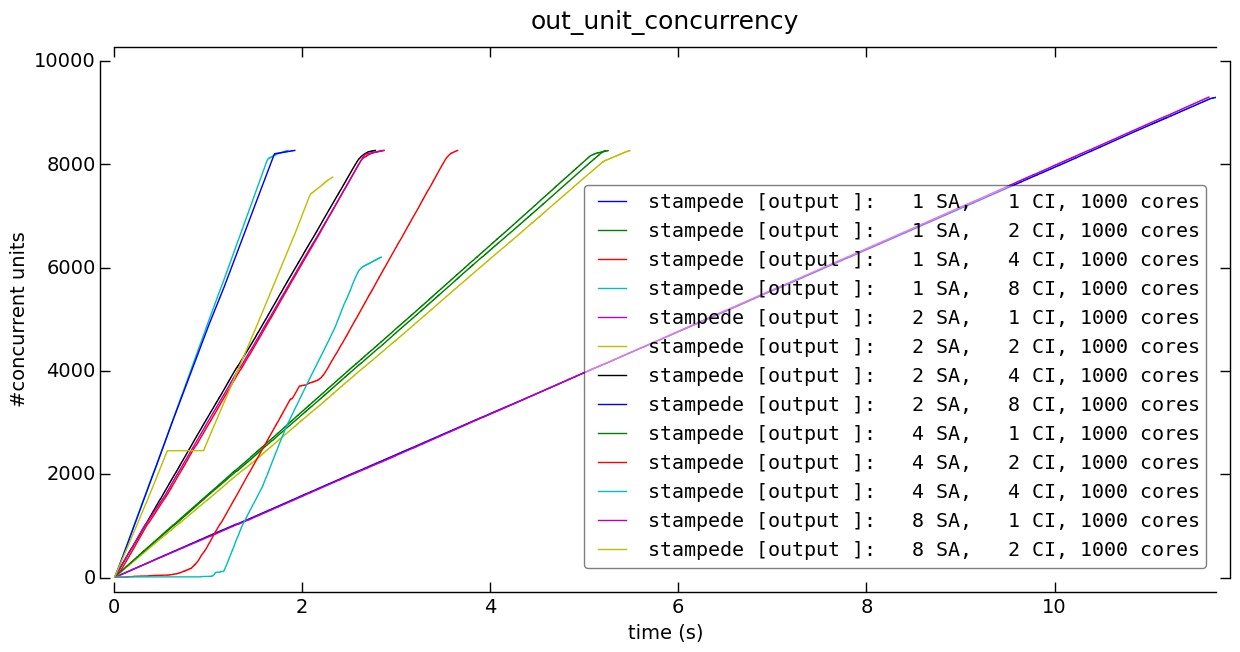 out_unit_concurrency
10000
8000
6000
4000
2000
0
#concurrent units
stampede [output ]:   1 SA,   1 CI, 1000 cores
stampede [output ]:   1 SA,   2 CI, 1000 cores
stampede [output ]:   1 SA,   4 CI, 1000 cores
stampede [output ]:   1 SA,   8 CI, 1000 cores
stampede [output ]:   2 SA,   1 CI, 1000 cores
stampede [output ]:   2 SA,   2 CI, 1000 cores
stampede [output ]:   2 SA,   4 CI, 1000 cores
stampede [output ]:   2 SA,   8 CI, 1000 cores
stampede [output ]:   4 SA,   1 CI, 1000 cores
stampede [output ]:   4 SA,   2 CI, 1000 cores
stampede [output ]:   4 SA,   4 CI, 1000 cores
stampede [output ]:   8 SA,   1 CI, 1000 cores
stampede [output ]:   8 SA,   2 CI, 1000 cores
0 2 4 6 8 10
time (s)